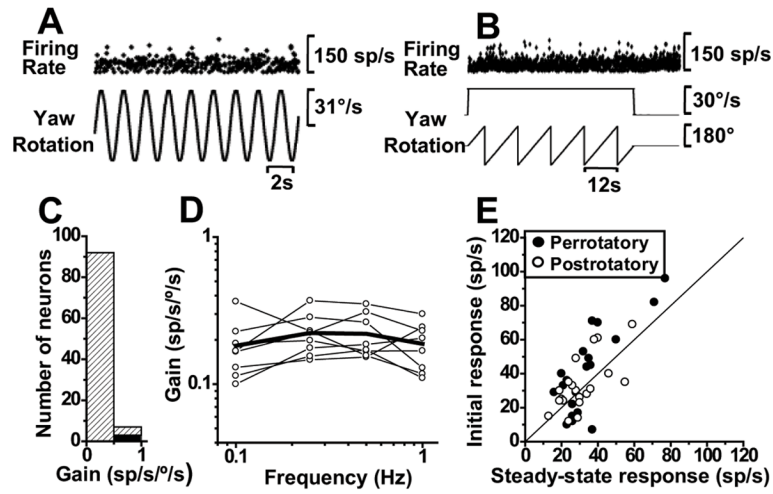 A
Firing Rate
150 sp/s
Yaw Rotation
31°/s
2s
B
Firing Rate
150 sp/s
Yaw Rotation
30°/s
180°
12s
C
Number of neurons
100
80
60
40
20
0
0
1
Gain (sp/s/º/s)
D
Gain (sp/s/º/s)
1
0.1
0.1
1
Frequency (Hz)
E
Perrotatory
Postrotatory
Initial response (sp/s)
120
100
80
60
40
20
0
0 20 40 60 80 100 120
Steady-state response (sp/s)